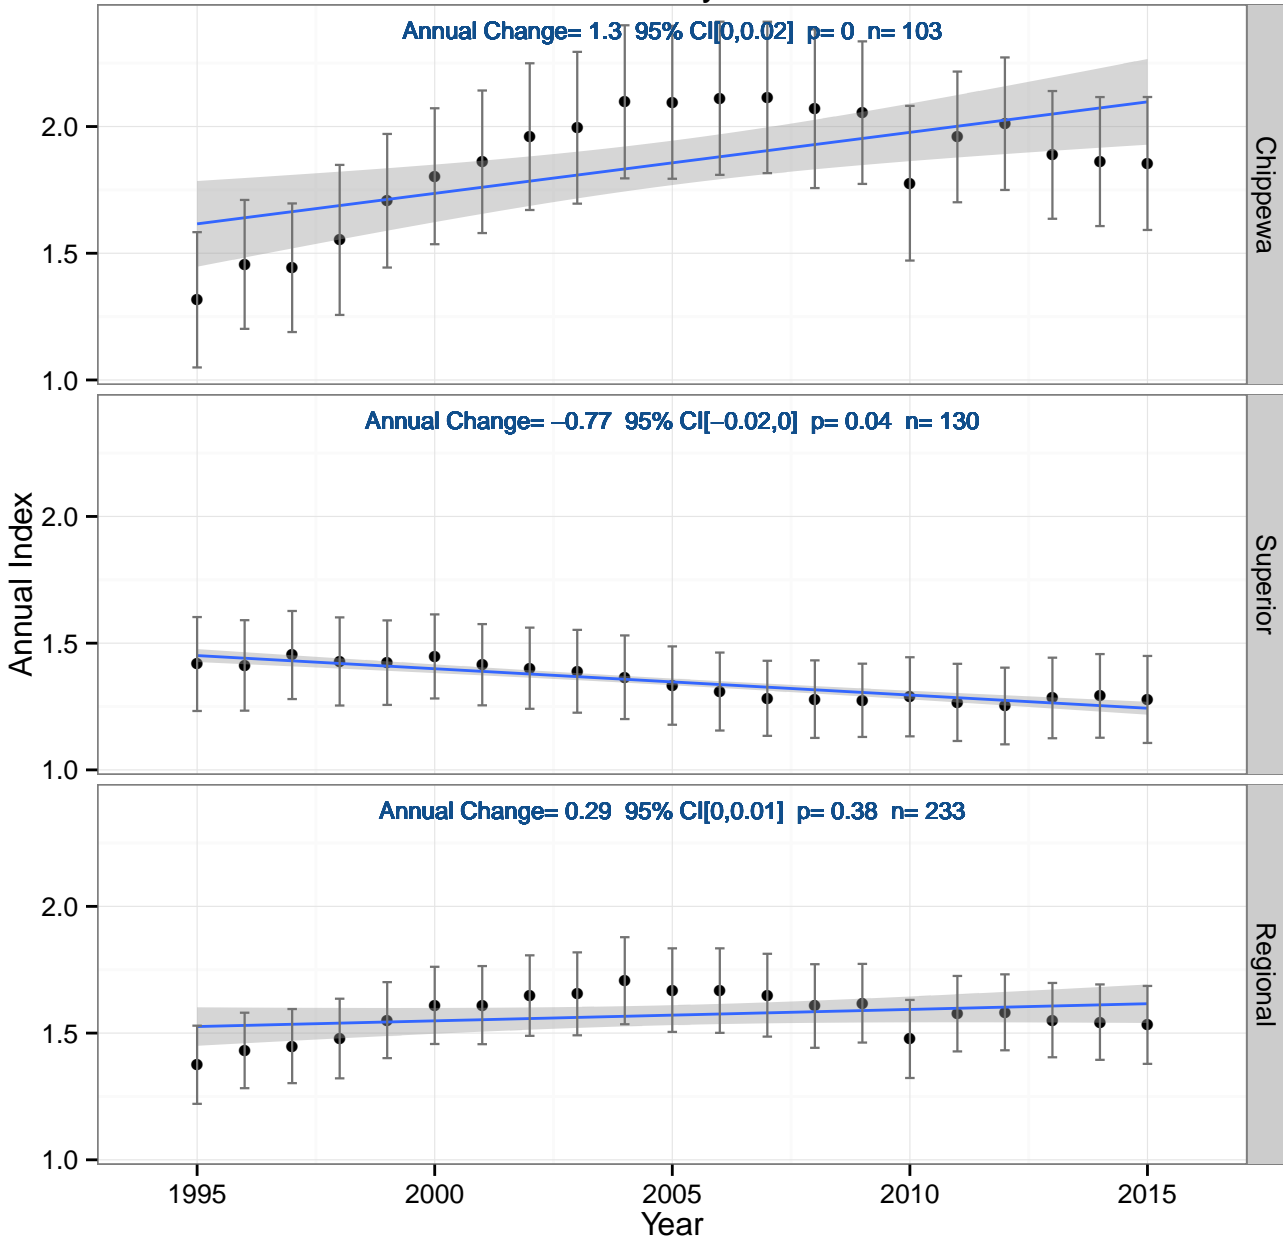 Annual Change= 1.3 95% CI[0,0.02] p= 0 n= 103
2.0
1.5
1.0
Chippewa
Annual Change= −0.77 95% CI[−0.02,0] p= 0.04 n= 130
2.0
1.5
1.0
Superior
Annual Index
Annual Change= 0.29 95% CI[0,0.01] p= 0.38 n= 233
2.0
1.5
1.0
Regional
1995 2000 2005 2010 2015
Year